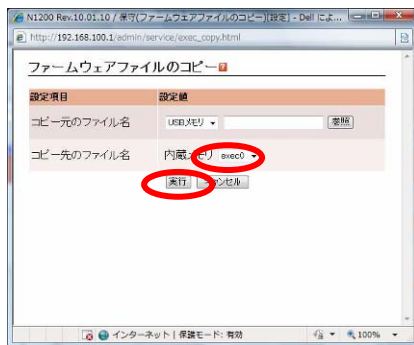 N1200 Rev.10.01.10 / 保守(ファームウェアファイルのコピー)[設定] - Dell によ...
http://192.168.100.1/admin/service/exec_copy.html
ファームウェアファイルのコピー
設定項目 設定値
コピー元のファイル名 USBメモリ 参照
コピー先のファイル名 内蔵メモリ exec0
実行 キャンセル
インターネット | 保護モード: 有効 100%